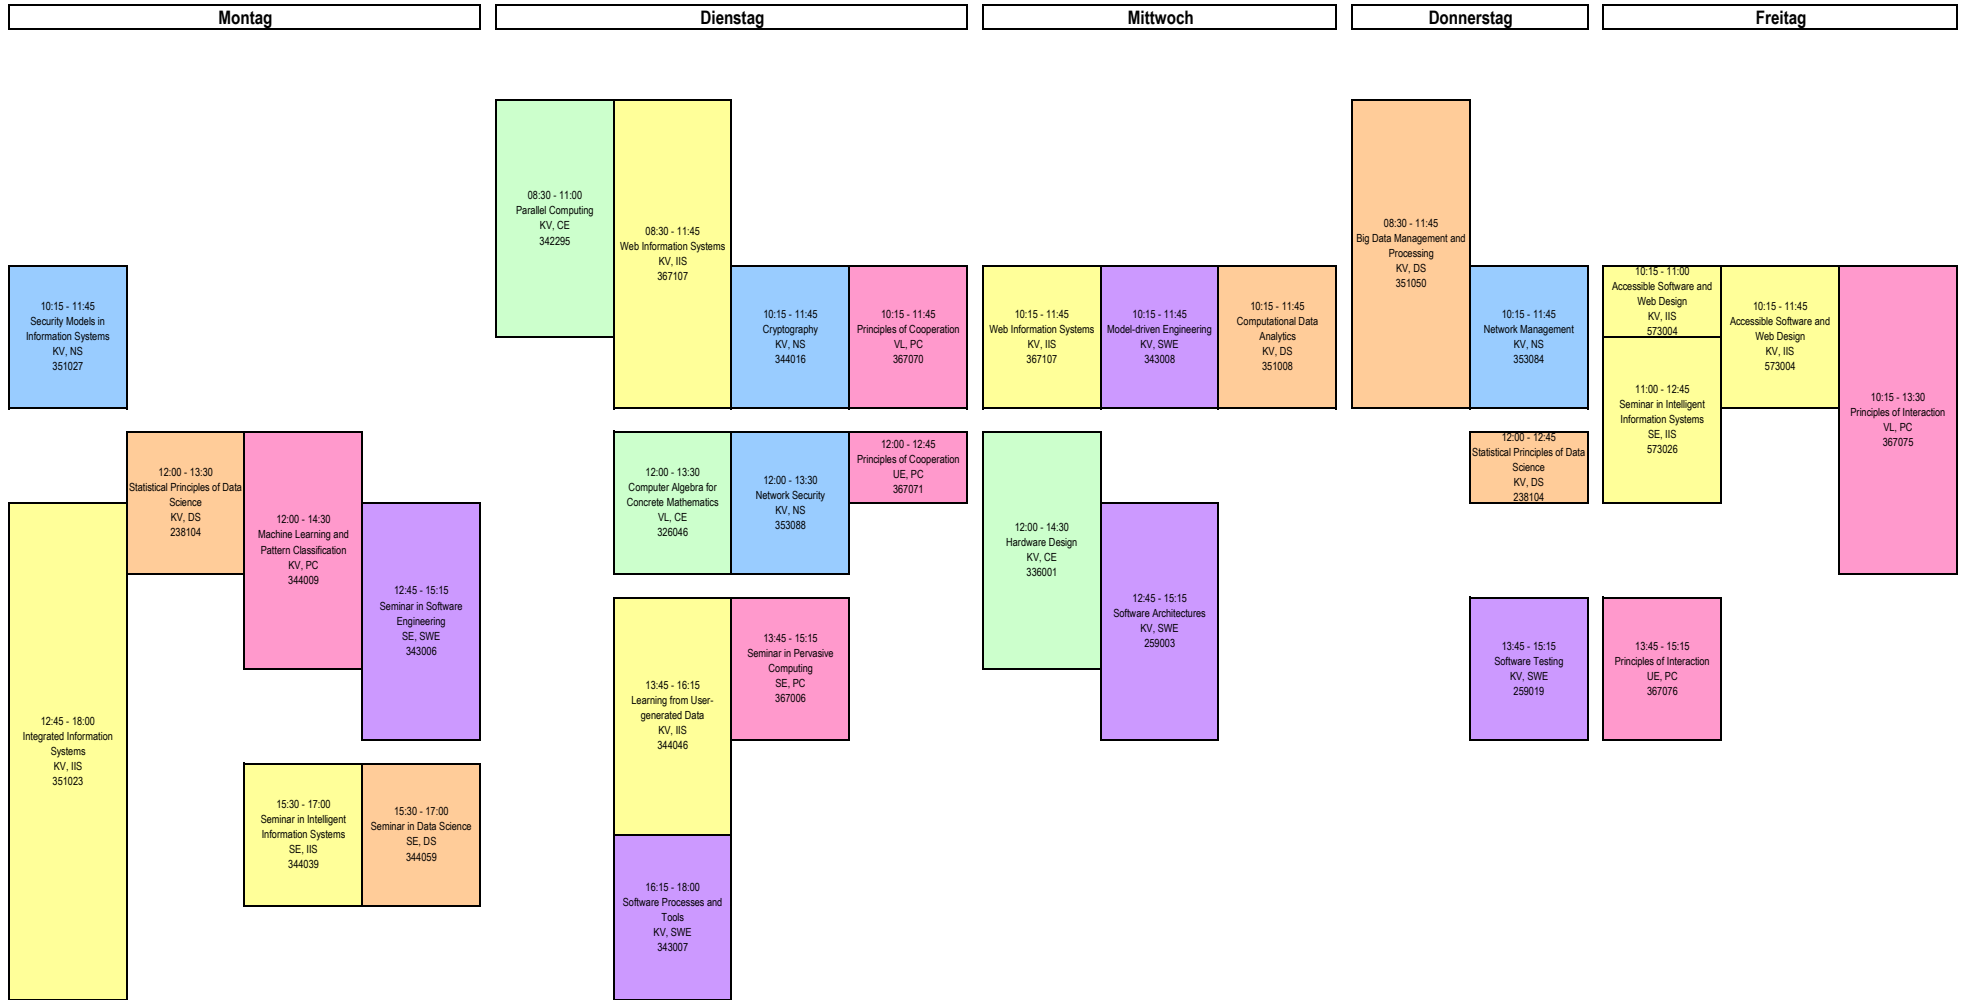 Montag
Dienstag
Mittwoch
Donnerstag
Freitag
10:15 - 11:45
Security Models in
Information Systems
KV, NS
351027
12:45 - 18:00
Integrated Information
Systems
KV, IIS
351023
12:00 - 13:30
Statistical Principles of Data
Science
KV, DS
238104
12:00 - 14:30
Machine Learning and
Pattern Classification
KV, PC
344009
12:45 - 15:15
Seminar in Software
Engineering
SE, SWE
343006
15:30 - 17:00
Seminar in Intelligent
Information Systems
SE, IIS
344039
15:30 - 17:00
Seminar in Data Science
SE, DS
344059
08:30 - 11:00
Parallel Computing
KV, CE
342295
08:30 - 11:45
Web Information Systems
KV, IIS
367107
10:15 - 11:45
Cryptography
KV, NS
344016
10:15 - 11:45
Principles of Cooperation
VL, PC
367070
12:00 - 13:30
Computer Algebra for
Concrete Mathematics
VL, CE
326046
12:00 - 13:30
Network Security
KV, NS
353088
12:00 - 12:45
Principles of Cooperation
UE, PC
367071
13:45 - 16:15
Learning from User-
generated Data
KV, IIS
344046
13:45 - 15:15
Seminar in Pervasive
Computing
SE, PC
367006
16:15 - 18:00
Software Processes and
Tools
KV, SWE
343007
10:15 - 11:45
Web Information Systems
KV, IIS
367107
10:15 - 11:45
Model-driven Engineering
KV, SWE
343008
10:15 - 11:45
Computational Data
Analytics
KV, DS
351008
12:00 - 14:30
Hardware Design
KV, CE
336001
12:45 - 15:15
Software Architectures
KV, SWE
259003
08:30 - 11:45
Big Data Management and
Processing
KV, DS
351050
10:15 - 11:45
Network Management
KV, NS
353084
12:00 - 12:45
Statistical Principles of Data
Science
KV, DS
238104
13:45 - 15:15
Software Testing
KV, SWE
259019
10:15 - 11:00
Accessible Software and
Web Design
KV, IIS
573004
10:15 - 11:45
Accessible Software and
Web Design
KV, IIS
573004
11:00 - 12:45
Seminar in Intelligent
Information Systems
SE, IIS
573026
10:15 - 13:30
Principles of Interaction
VL, PC
367075
13:45 - 15:15
Principles of Interaction
UE, PC
367076